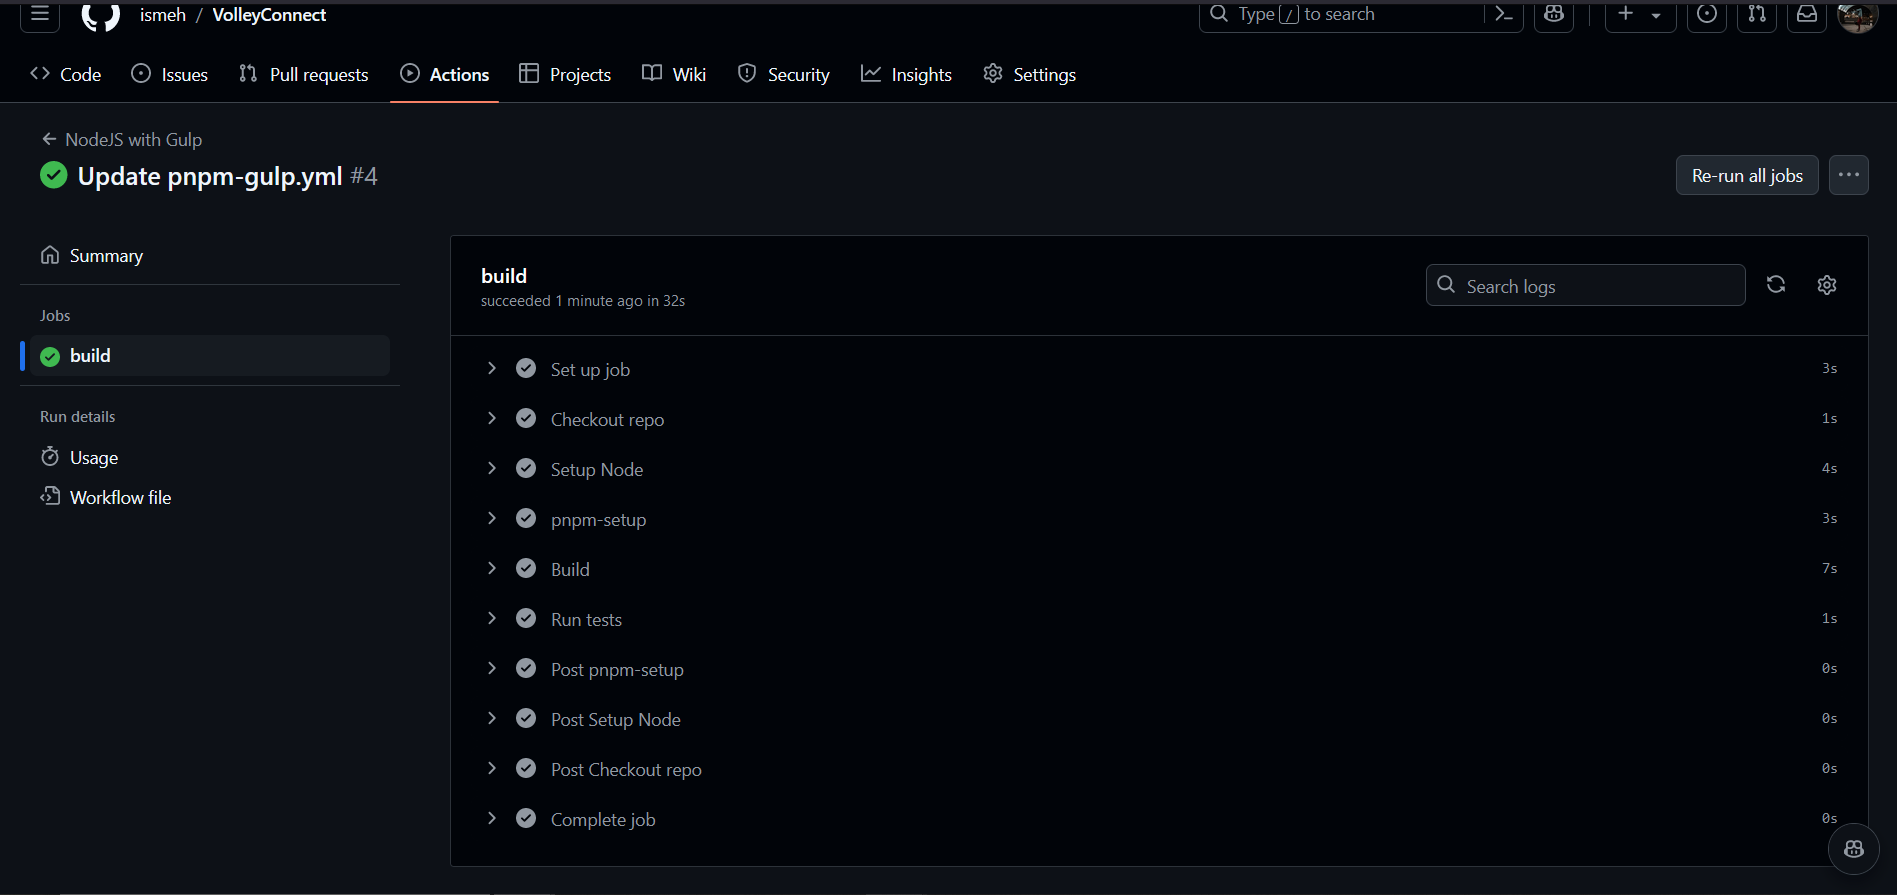 ismeh / VolleyConnect
Type / to search
Code
Issues
Pull requests
Actions
Projects
Wiki
Security
Insights
Settings
NodeJS with Gulp
Update pnpm-gulp.yml #4
Re-run all jobs
Summary
Jobs
build
Run details
Usage
Workflow file
build
succeeded 1 minute ago in 32s
Search logs
Set up job 3s
Checkout repo 1s
Setup Node 4s
pnpm-setup 3s
Build 7s
Run tests 1s
Post pnpm-setup 0s
Post Setup Node 0s
Post Checkout repo 0s
Complete job 0s